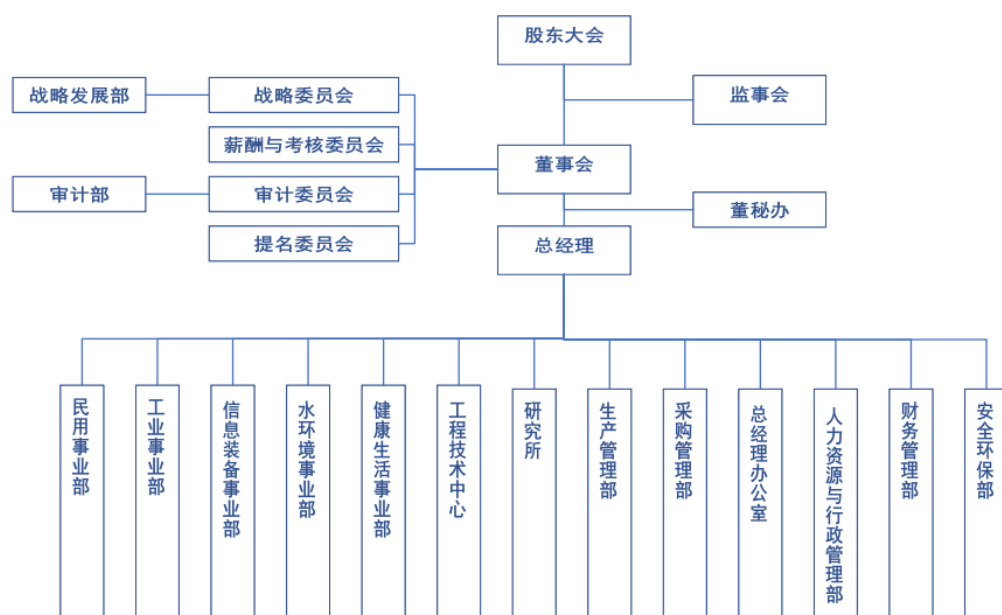 股东大会
监事会
战略发展部
战略委员会
薪酬与考核委员会
董事会
审计部
审计委员会
董秘办
提名委员会
总经理
民用事业部
工业事业部
信息装备事业部
水环境事业部
健康生活事业部
工程技术中心
研究所
生产管理部
采购管理部
总经理办公室
人力资源与行政管理部
财务管理部
安全环保部